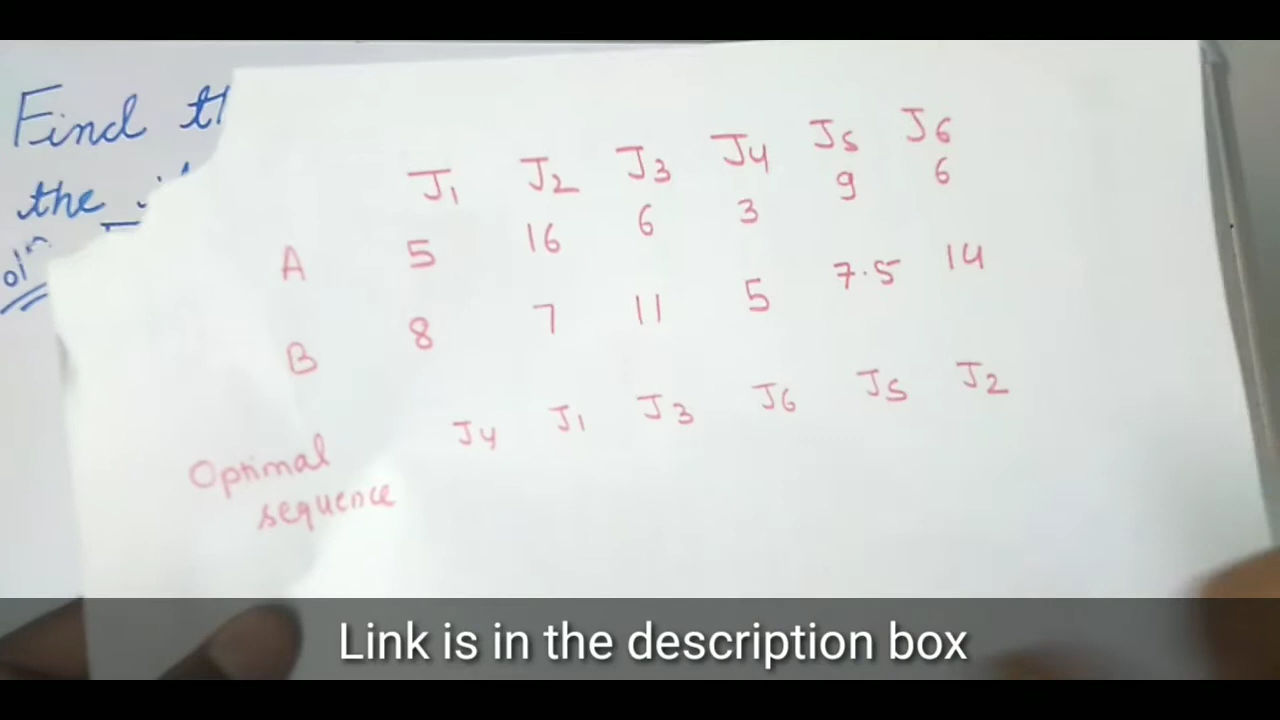 Find
the
J1 J2 J3 J4 J5 J6
A 5 16 6 3 9 6
B 8 7 11 5 7.5 14
Optimal J4 J1 J3 J6 J5 J2
sequence
Link is in the description box